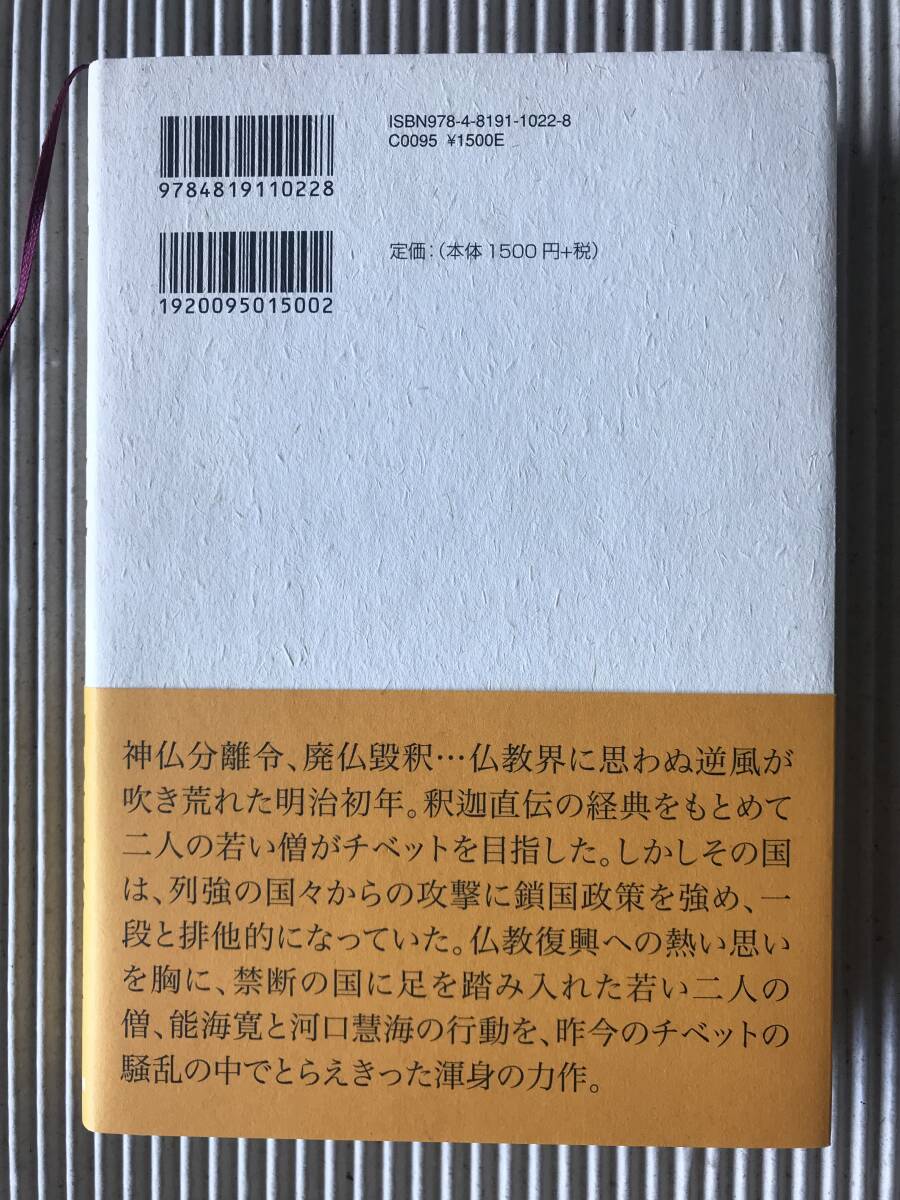 ISBN978-4-8191-1022-8
C0095 ¥1500E
9784819110228
定価：（本体1500円+税）
1920095015002
神仏分離令、廃仏毀釈…仏教界に思わぬ逆風が
吹き荒れた明治初年。釈迦直伝の経典をもとめて
二人の若い僧がチベットを目指した。しかしその国
は、列強の国々からの攻撃に鎖国政策を強め、一
段と排他的になっていた。仏教復興への熱い思い
を胸に、禁断の国に足を踏み入れた若い二人の
僧、能海寛と河口慧海の行動を、昨今のチベットの
騒乱の中でとらえきった渾身の力作。